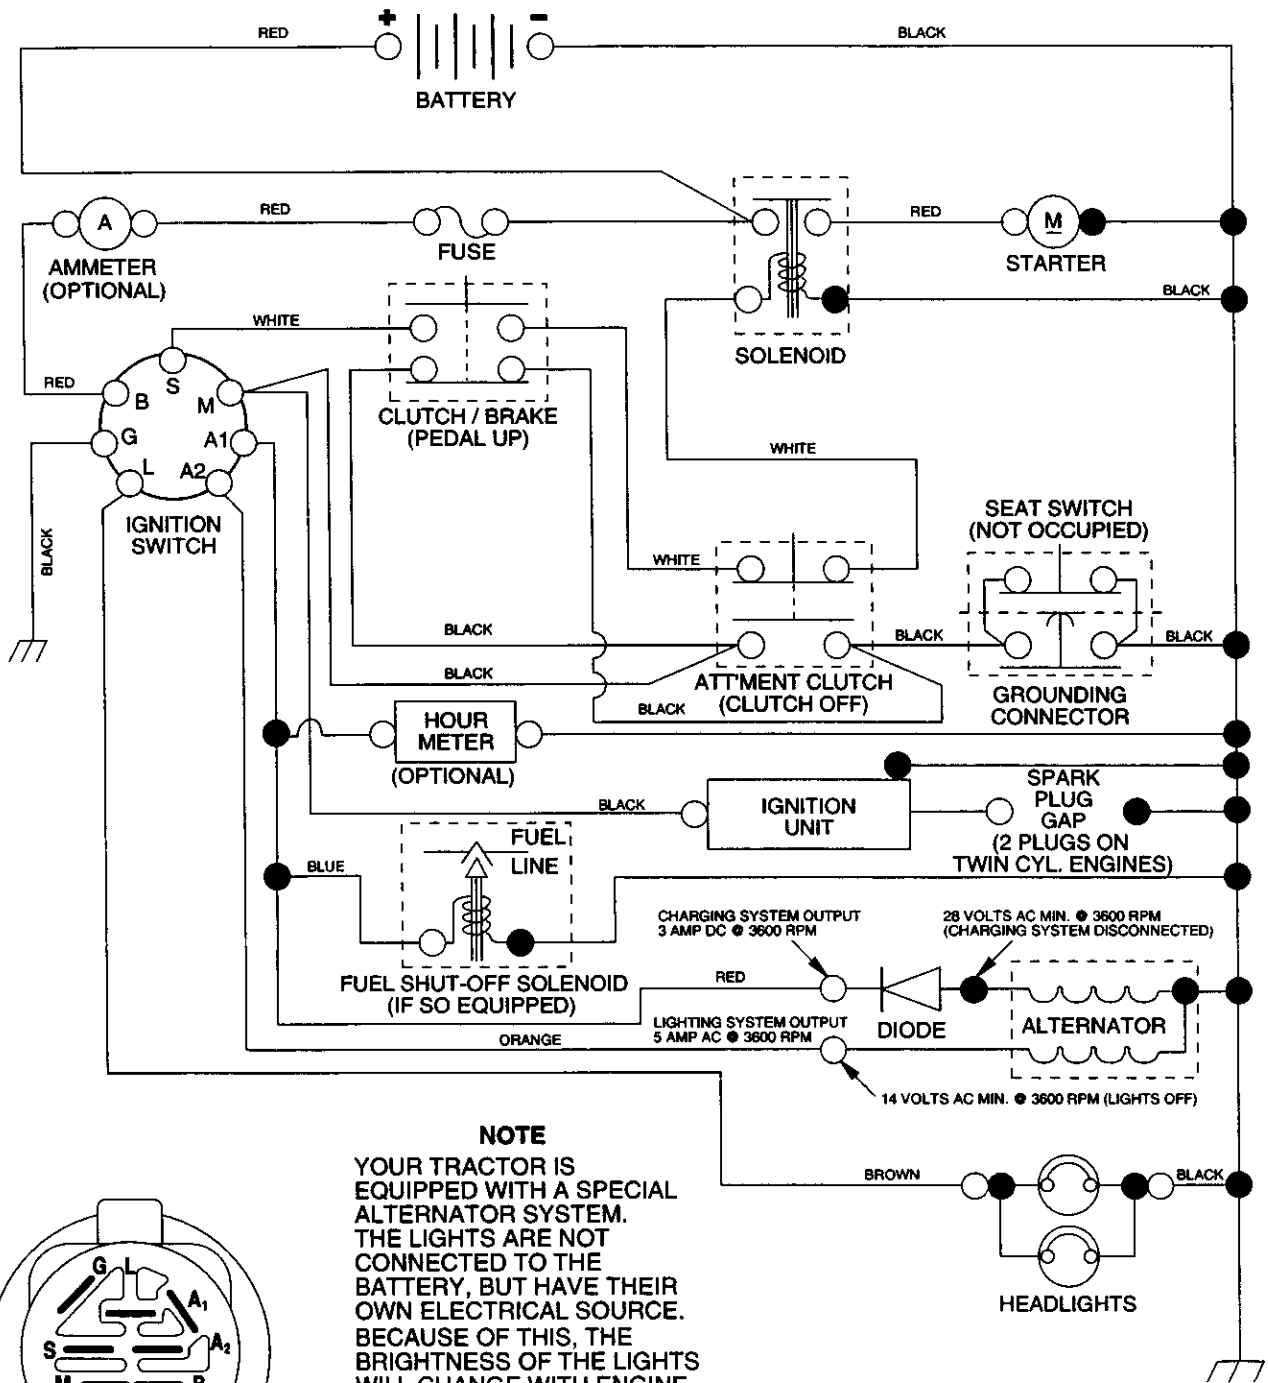 + -
RED
BLACK
BATTERY
A
RED
FUSE
RED
M
STARTER
AMMETER
(OPTIONAL)
BLACK
WHITE
SOLENOID
RED
S
B
M
G
A1
L
A2
CLUTCH / BRAKE
(PEDAL UP)
WHITE
IGNITION
SWITCH
BLACK
SEAT SWITCH
(NOT OCCUPIED)
WHITE
BLACK
BLACK
BLACK
BLACK
ATT'MENT CLUTCH
(CLUTCH OFF)
BLACK
GROUNDING
CONNECTOR
HOUR
METER
(OPTIONAL)
BLACK
IGNITION
UNIT
SPARK
PLUG
GAP
(2 PLUGS ON
TWIN CYL. ENGINES)
BLUE
FUEL
LINE
FUEL SHUT-OFF SOLENOID
(IF SO EQUIPPED)
CHARGING SYSTEM OUTPUT
3 AMP DC @ 3600 RPM
28 VOLTS AC MIN. @ 3600 RPM
(CHARGING SYSTEM DISCONNECTED)
RED
DIODE
ALTERNATOR
LIGHTING SYSTEM OUTPUT
5 AMP AC @ 3600 RPM
ORANGE
14 VOLTS AC MIN. @ 3600 RPM (LIGHTS OFF)
BROWN
BLACK
HEADLIGHTS
NOTE
YOUR TRACTOR IS
EQUIPPED WITH A SPECIAL
ALTERNATOR SYSTEM.
THE LIGHTS ARE NOT
CONNECTED TO THE
BATTERY, BUT HAVE THEIR
OWN ELECTRICAL SOURCE.
BECAUSE OF THIS, THE
BRIGHTNESS OF THE LIGHTS
WILL CHANGE WITH ENGINE
G L
A1
A2
S
M B